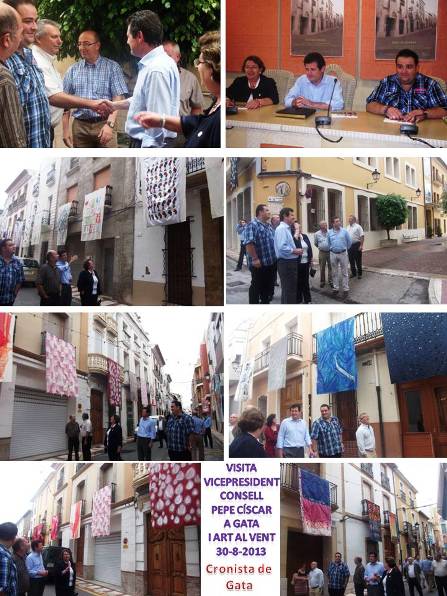 VISITA
VICEPRESIDENT
CONSELL
PEPE CÍSCAR
A GATA
I ART AL VENT
30-8-2013
Cronista de
Gata